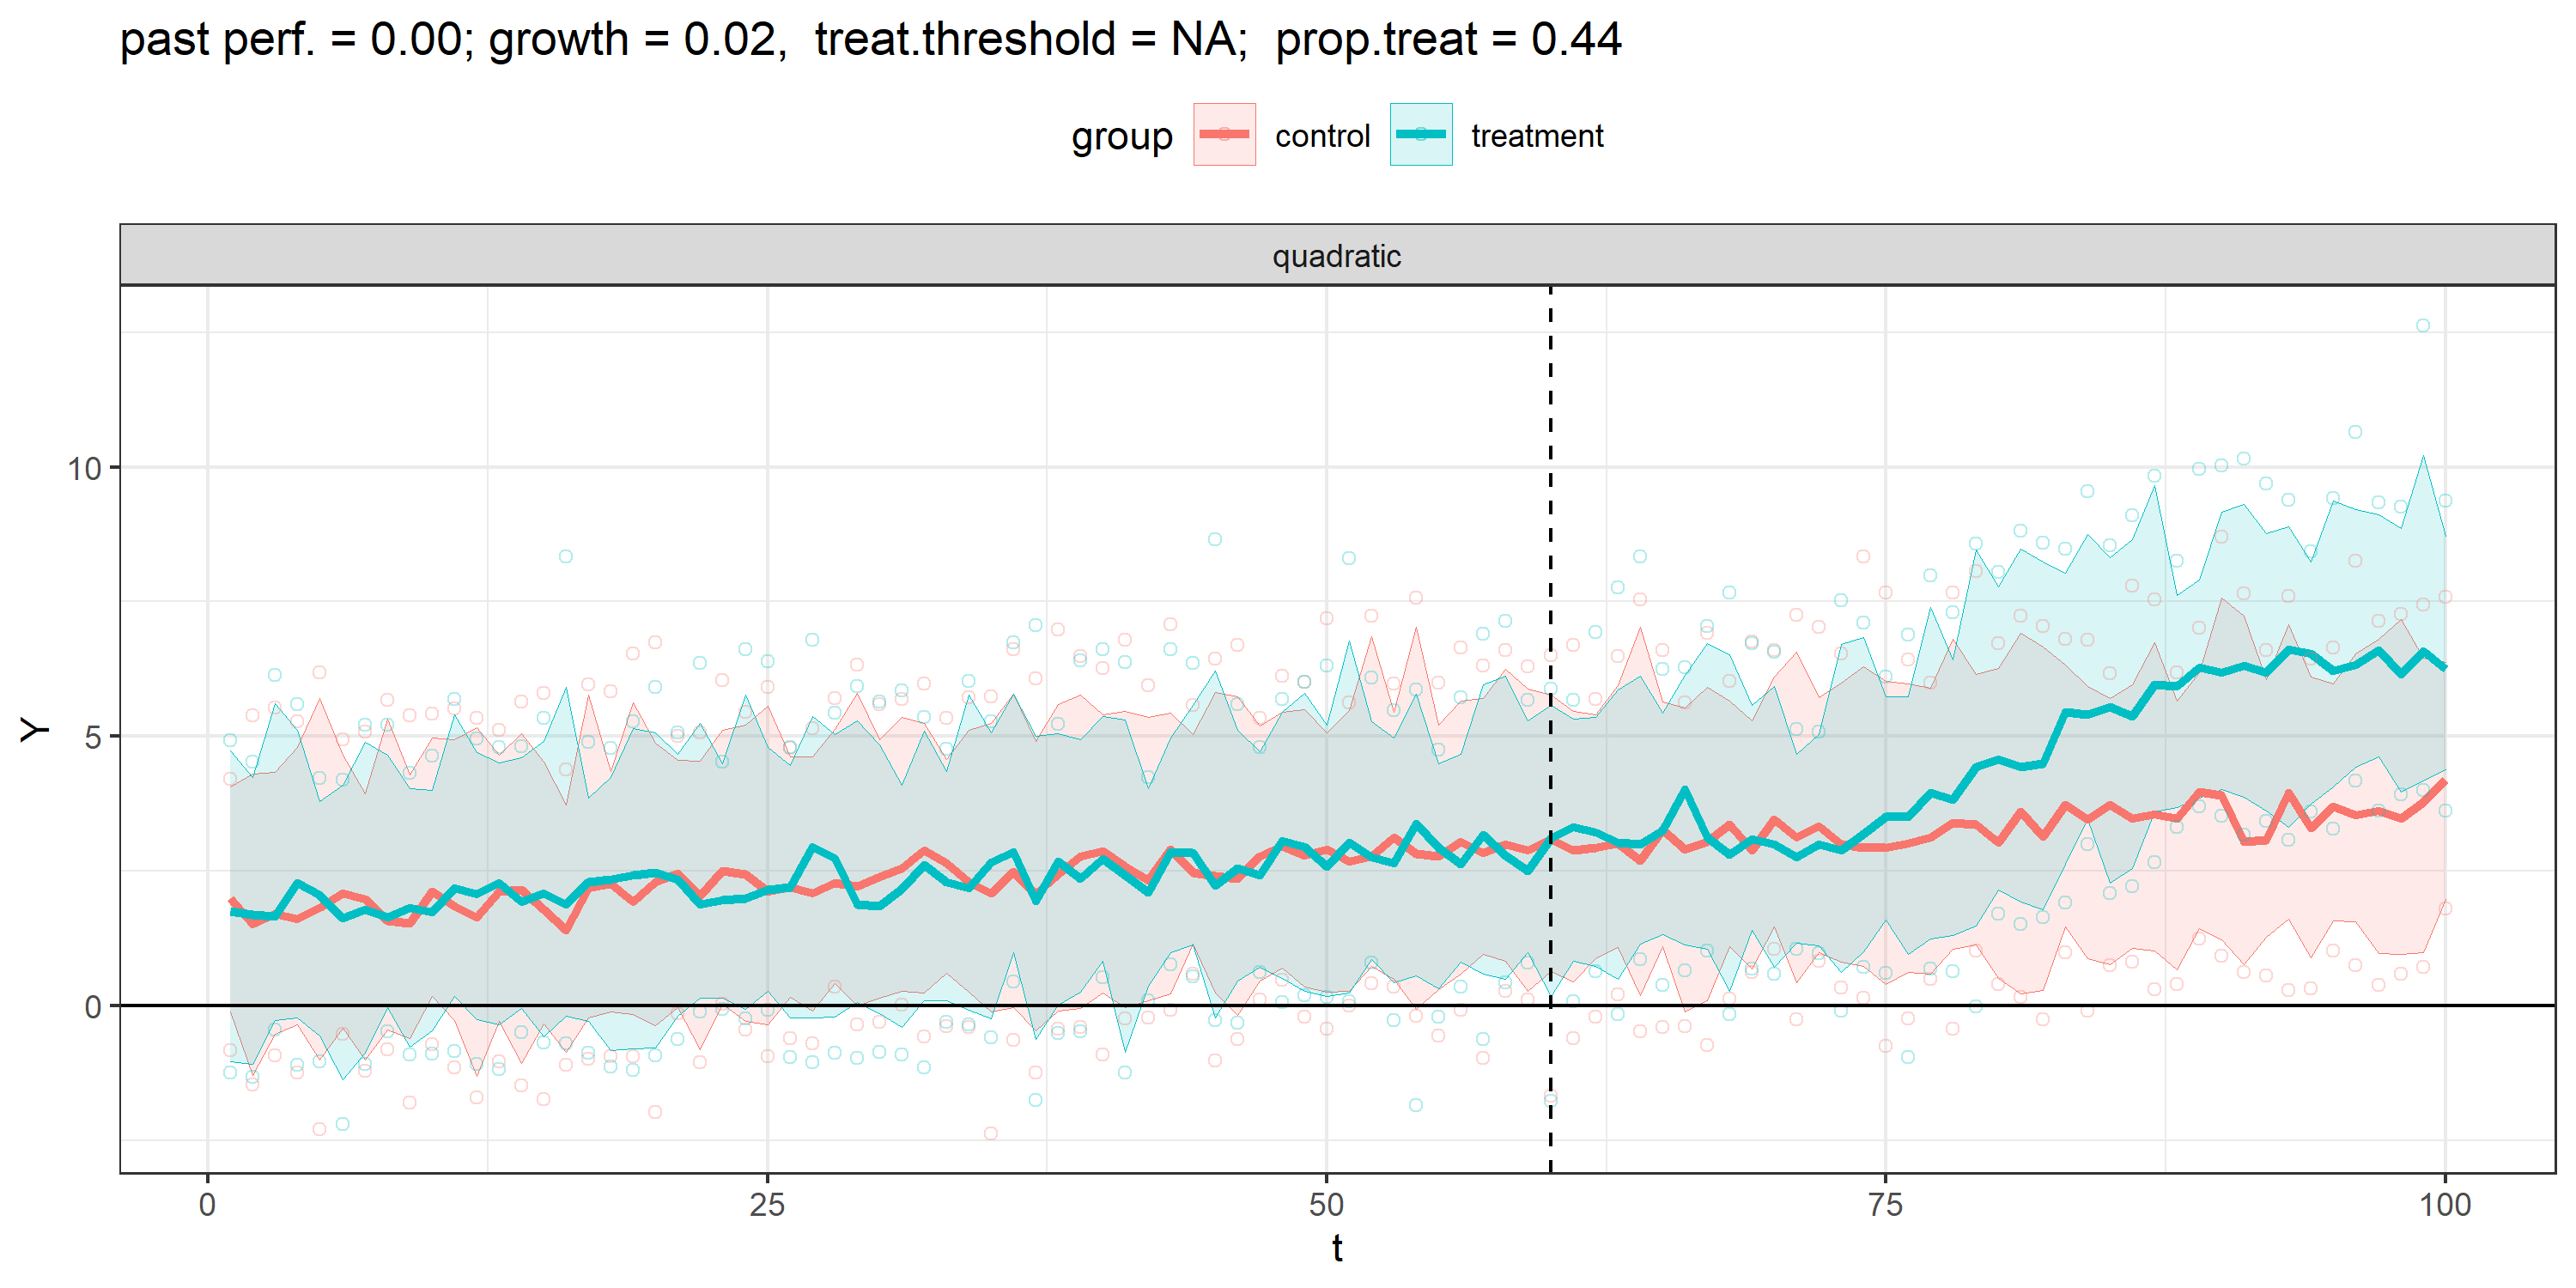 past perf. = 0.00; growth = 0.02,  treat.threshold = NA;  prop.treat = 0.44
group control treatment
quadratic
10
5
0
Y
0 25 50 75 100
t